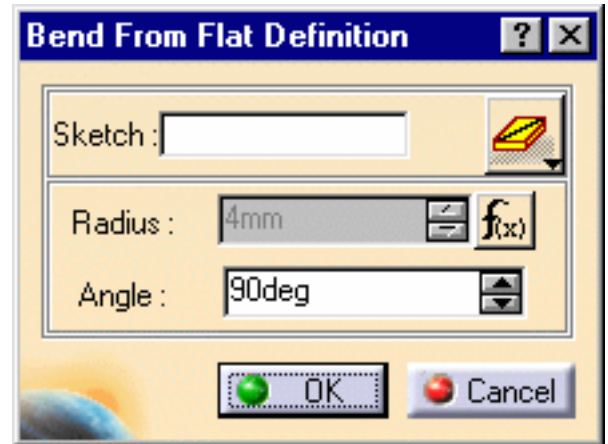 Bend From Flat Definition ? ×
Sketch :
Radius : 4mm f(x)
Angle : 90deg
OK Cancel